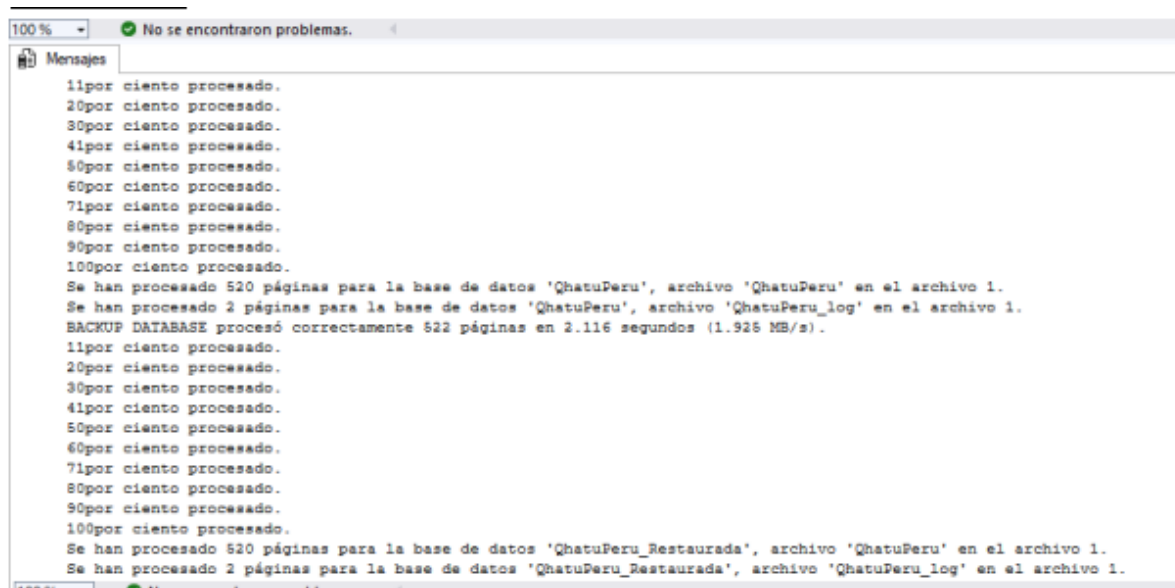 100 %
No se encontraron problemas.
Mensajes
11por ciento procesado.
20por ciento procesado.
30por ciento procesado.
41por ciento procesado.
50por ciento procesado.
60por ciento procesado.
71por ciento procesado.
80por ciento procesado.
90por ciento procesado.
100por ciento procesado.
Se han procesado 520 páginas para la base de datos 'QhatuPeru', archivo 'QhatuPeru' en el archivo 1.
Se han procesado 2 páginas para la base de datos 'QhatuPeru', archivo 'QhatuPeru_log' en el archivo 1.
BACKUP DATABASE procesó correctamente 522 páginas en 2.116 segundos (1.925 MB/s).
11por ciento procesado.
20por ciento procesado.
30por ciento procesado.
41por ciento procesado.
50por ciento procesado.
60por ciento procesado.
71por ciento procesado.
80por ciento procesado.
90por ciento procesado.
100por ciento procesado.
Se han procesado 520 páginas para la base de datos 'QhatuPeru_Restaurada', archivo 'QhatuPeru' en el archivo 1.
Se han procesado 2 páginas para la base de datos 'QhatuPeru_Restaurada', archivo 'QhatuPeru_log' en el archivo 1.